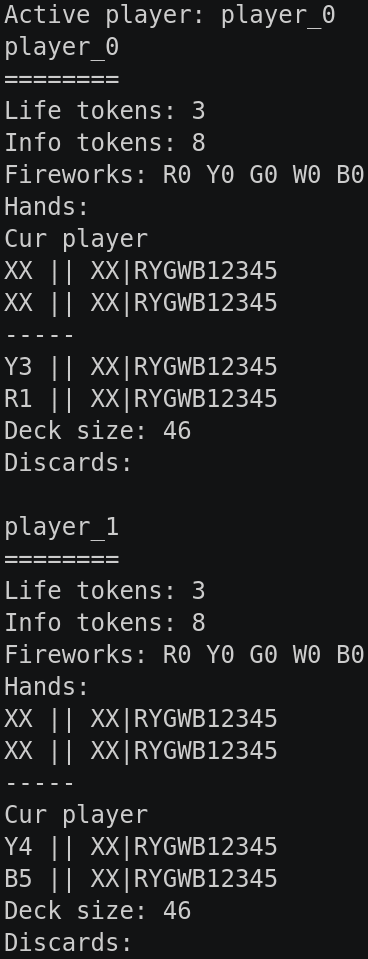 Active player: player_0
player_0
========
Life tokens: 3
Info tokens: 8
Fireworks: R0 Y0 G0 W0 B0
Hands:
Cur player
XX || XX|RYGWB12345
XX || XX|RYGWB12345
-----
Y3 || XX|RYGWB12345
R1 || XX|RYGWB12345
Deck size: 46
Discards:

player_1
========
Life tokens: 3
Info tokens: 8
Fireworks: R0 Y0 G0 W0 B0
Hands:
XX || XX|RYGWB12345
XX || XX|RYGWB12345
-----
Cur player
Y4 || XX|RYGWB12345
B5 || XX|RYGWB12345
Deck size: 46
Discards: